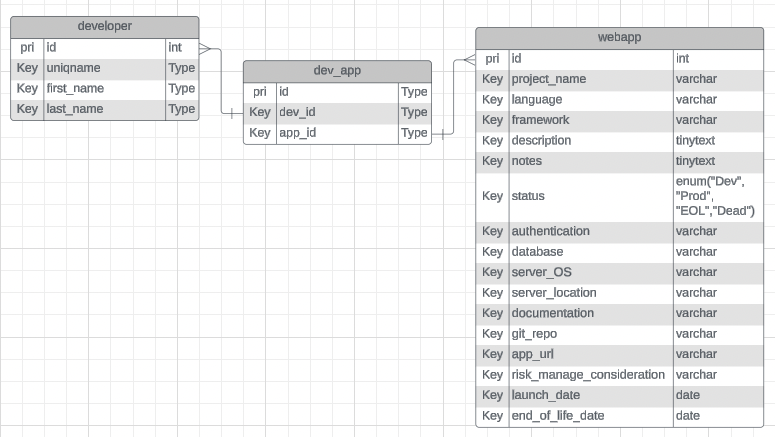 developer
pri id int
Key uniqname Type
Key first_name Type
Key last_name Type
dev_app
pri id Type
Key dev_id Type
Key app_id Type
webapp
pri id int
Key project_name varchar
Key language varchar
Key framework varchar
Key description tinytext
Key notes tinytext
Key status enum("Dev",
"Prod",
"EOL","Dead")
Key authentication varchar
Key database varchar
Key server_OS varchar
Key server_location varchar
Key documentation varchar
Key git_repo varchar
Key app_url varchar
Key risk_manage_consideration varchar
Key launch_date date
Key end_of_life_date date